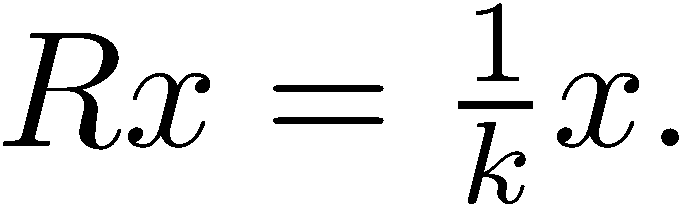 Rx = \frac{1}{k}x.